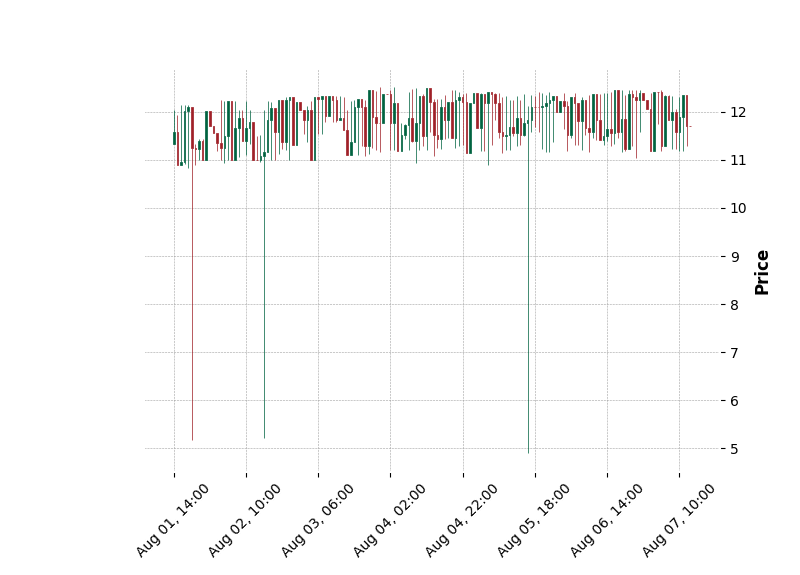 12
11
10
9
8
7
6
5
Price
Aug 01, 14:00
Aug 02, 10:00
Aug 03, 06:00
Aug 04, 02:00
Aug 04, 22:00
Aug 05, 18:00
Aug 06, 14:00
Aug 07, 10:00